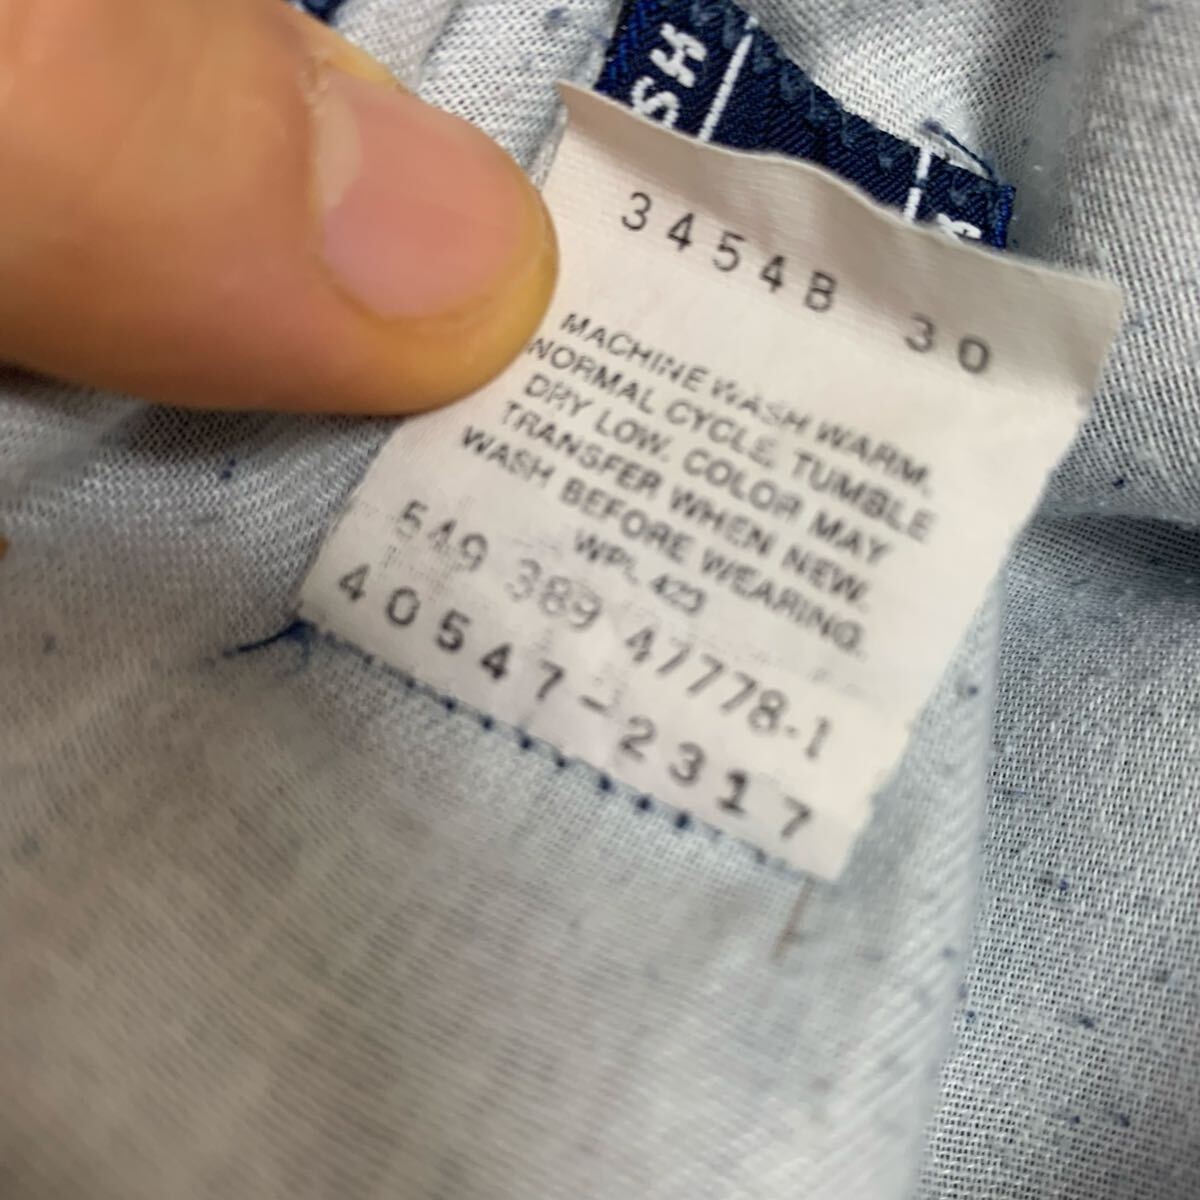 SH
3454B 30
MACHINE WASH WARM.
NORMAL CYCLE. TUMBLE
DRY LOW. COLOR MAY
TRANSFER WHEN NEW.
WASH BEFORE WEARING.
WPL 423
549 389 47778-1
40547-2317